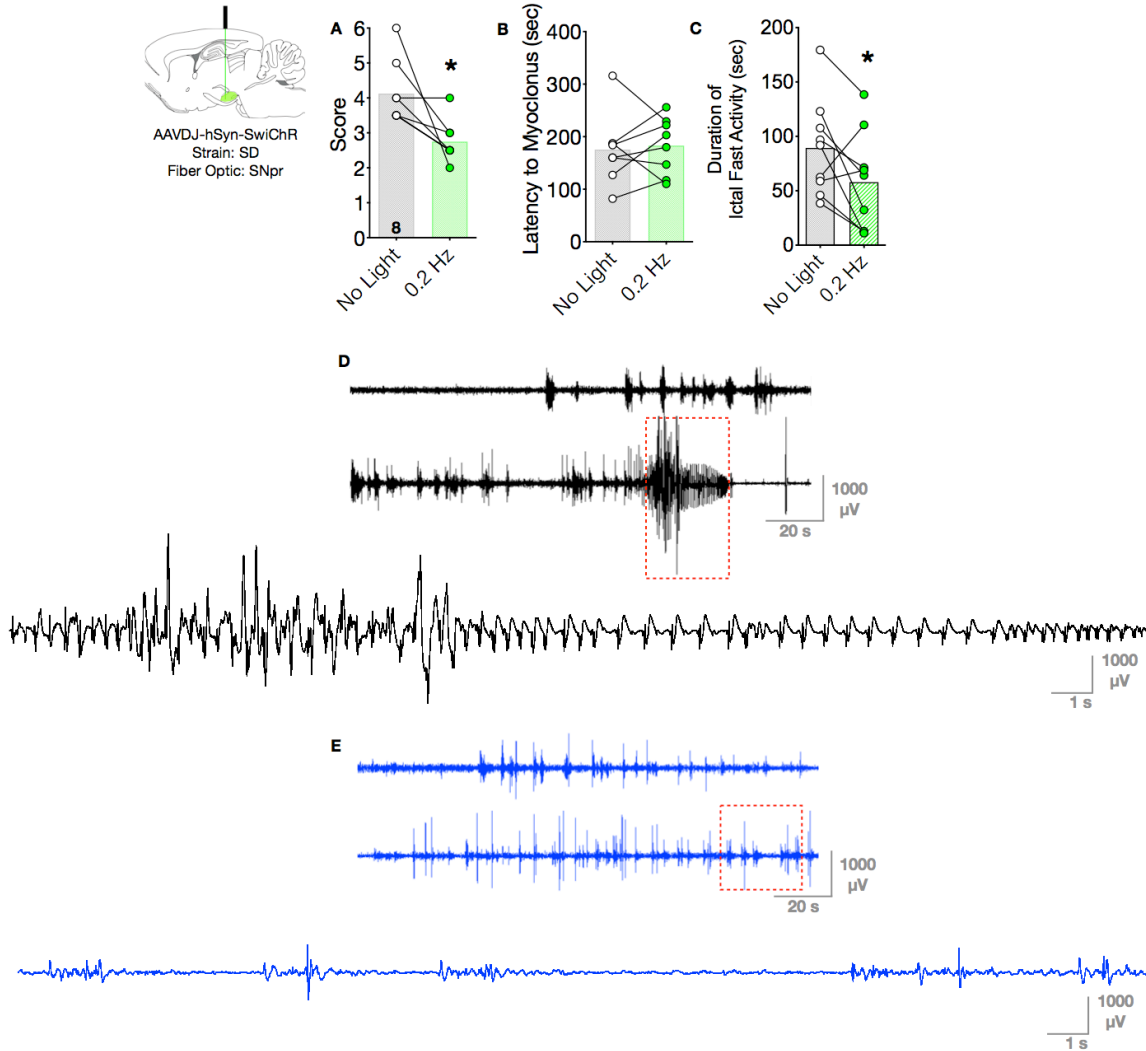 AAVDJ-hSyn-SwiChR
Strain: SD
Fiber Optic: SNpr
A
Score
6
5
4
3
2
1
0
*
8
No Light
0.2 Hz
B
Latency to Myoclonus (sec)
400
300
200
100
0
No Light
0.2 Hz
C
Duration of
Ictal Fast Activity (sec)
200
150
100
50
0
*
No Light
0.2 Hz
D
1000
µV
20 s
1000
µV
1 s
E
1000
µV
20 s
1000
µV
1 s